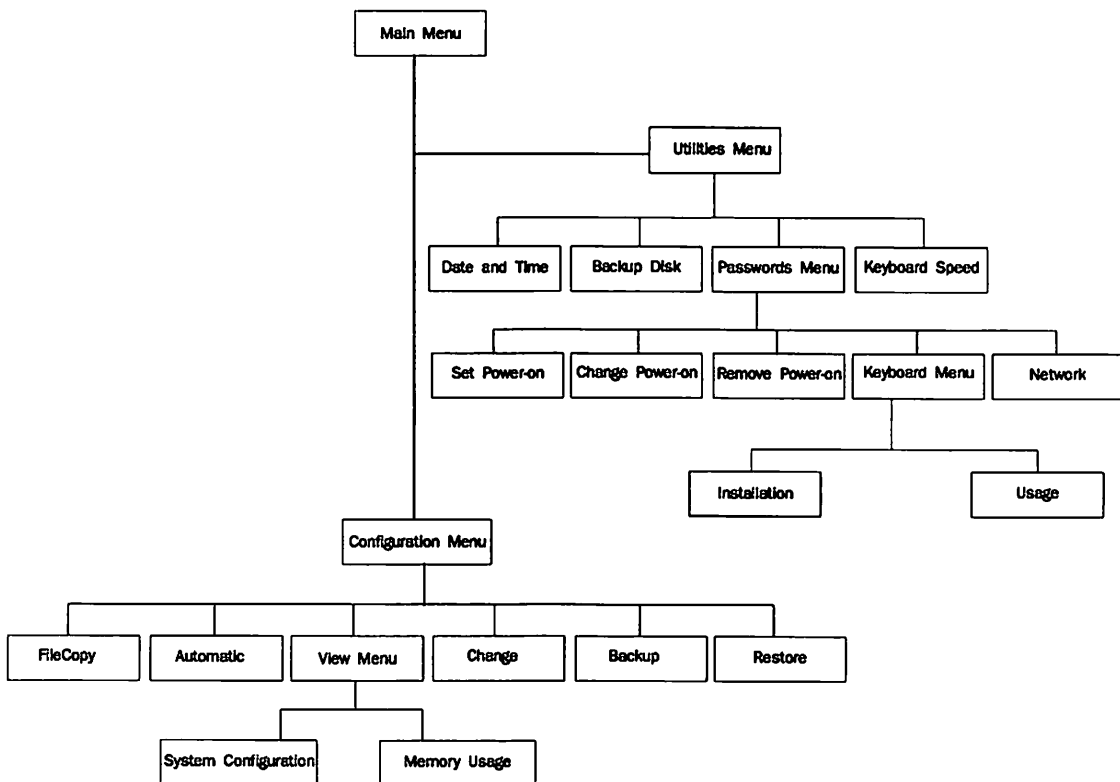 Main Menu
Utilities Menu
Date and Time
Backup Disk
Passwords Menu
Keyboard Speed
Set Power-on
Change Power-on
Remove Power-on
Keyboard Menu
Network
Installation
Usage
Configuration Menu
FileCopy
Automatic
View Menu
Change
Backup
Restore
System Configuration
Memory Usage